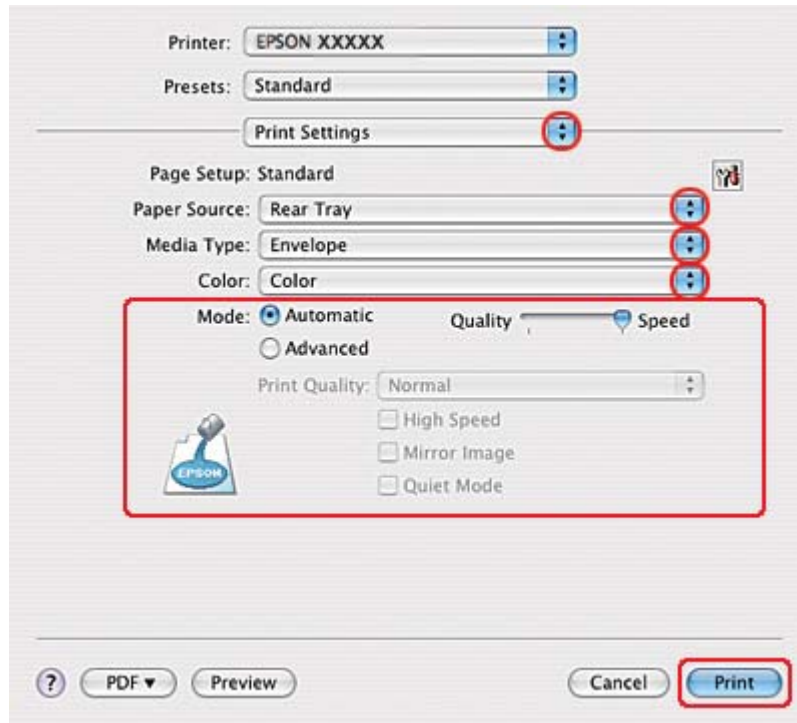 Printer: EPSON XXXXX
Presets: Standard
Print Settings
Page Setup: Standard
Paper Source: Rear Tray
Media Type: Envelope
Color: Color
Mode: Automatic Quality Speed
Advanced
Print Quality: Normal
High Speed
Mirror Image
Quiet Mode
EPSON
? PDF▼ Preview Cancel Print